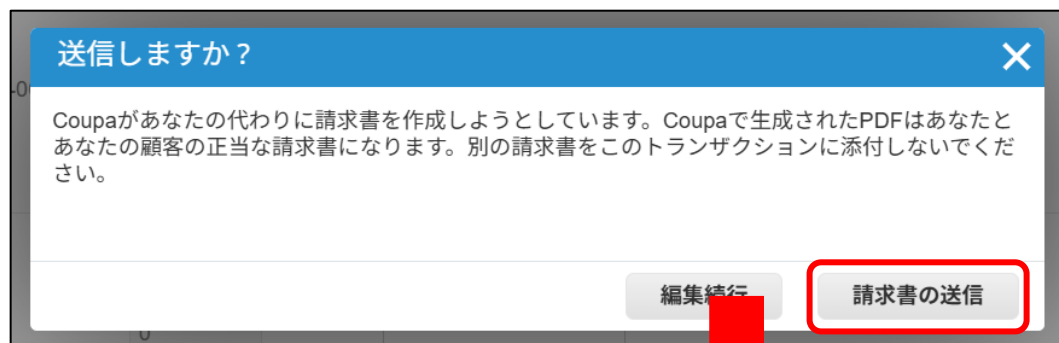 送信しますか？
Coupaがあなたの代わりに請求書を作成しようとしています。Coupaで生成されたPDFはあなたと
あなたの顧客の正当な請求書になります。別の請求書をこのトランザクションに添付しないでくだ
さい。
編集続行 請求書の送信